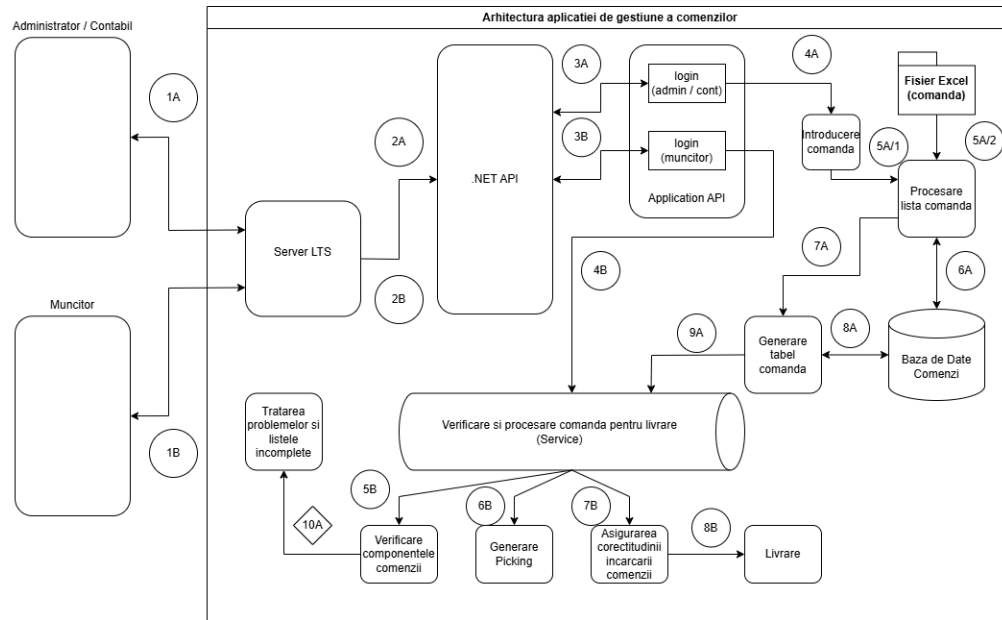 Arhitectura aplicatiei de gestiune a comenzilor
Administrator / Contabil
1A
Muncitor
1B
Server LTS
2A
2B
.NET API
3A
3B
login
(admin / cont)
login
(muncitor)
Application API
4A
Introducere
comanda
Fisier Excel
(comanda)
5A/1
5A/2
Procesare
lista comanda
7A
6A
4B
Generare
tabel
comanda
8A
Baza de Date
Comenzi
9A
Verificare si procesare comanda pentru livrare
(Service)
Tratarea
problemelor si
listele
incomplete
10A
5B
Verificare
componentele
comenzii
6B
Generare
Picking
7B
Asigurarea
corectitudinii
incarcarii
comenzii
8B
Livrare